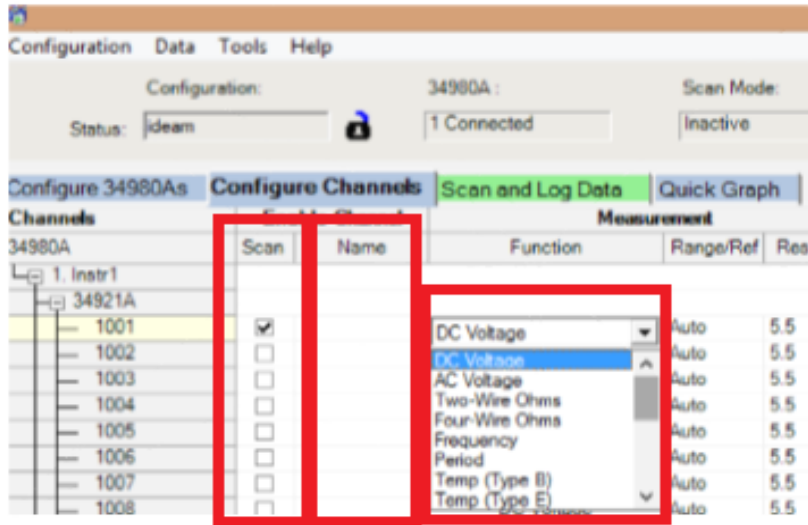 Configuration Data Tools Help
Configuration: 34980A : Scan Mode:
Status: ideam 1 Connected Inactive
Configure 34980As Configure Channels Scan and Log Data Quick Graph
Channels Measurement
34980A Scan Name Function Range/Ref
1. Instr1
34921A
1001 DC Voltage Auto 5.5
1002 DC Voltage Auto 5.5
1003 AC Voltage Auto 5.5
1004 Two-Wire Ohms Auto 5.5
1005 Four-Wire Ohms Auto 5.5
1006 Frequency Auto 5.5
Period
1007 Temp (Type B) Auto 5.5
1008 Temp (Type E) Auto 5.5